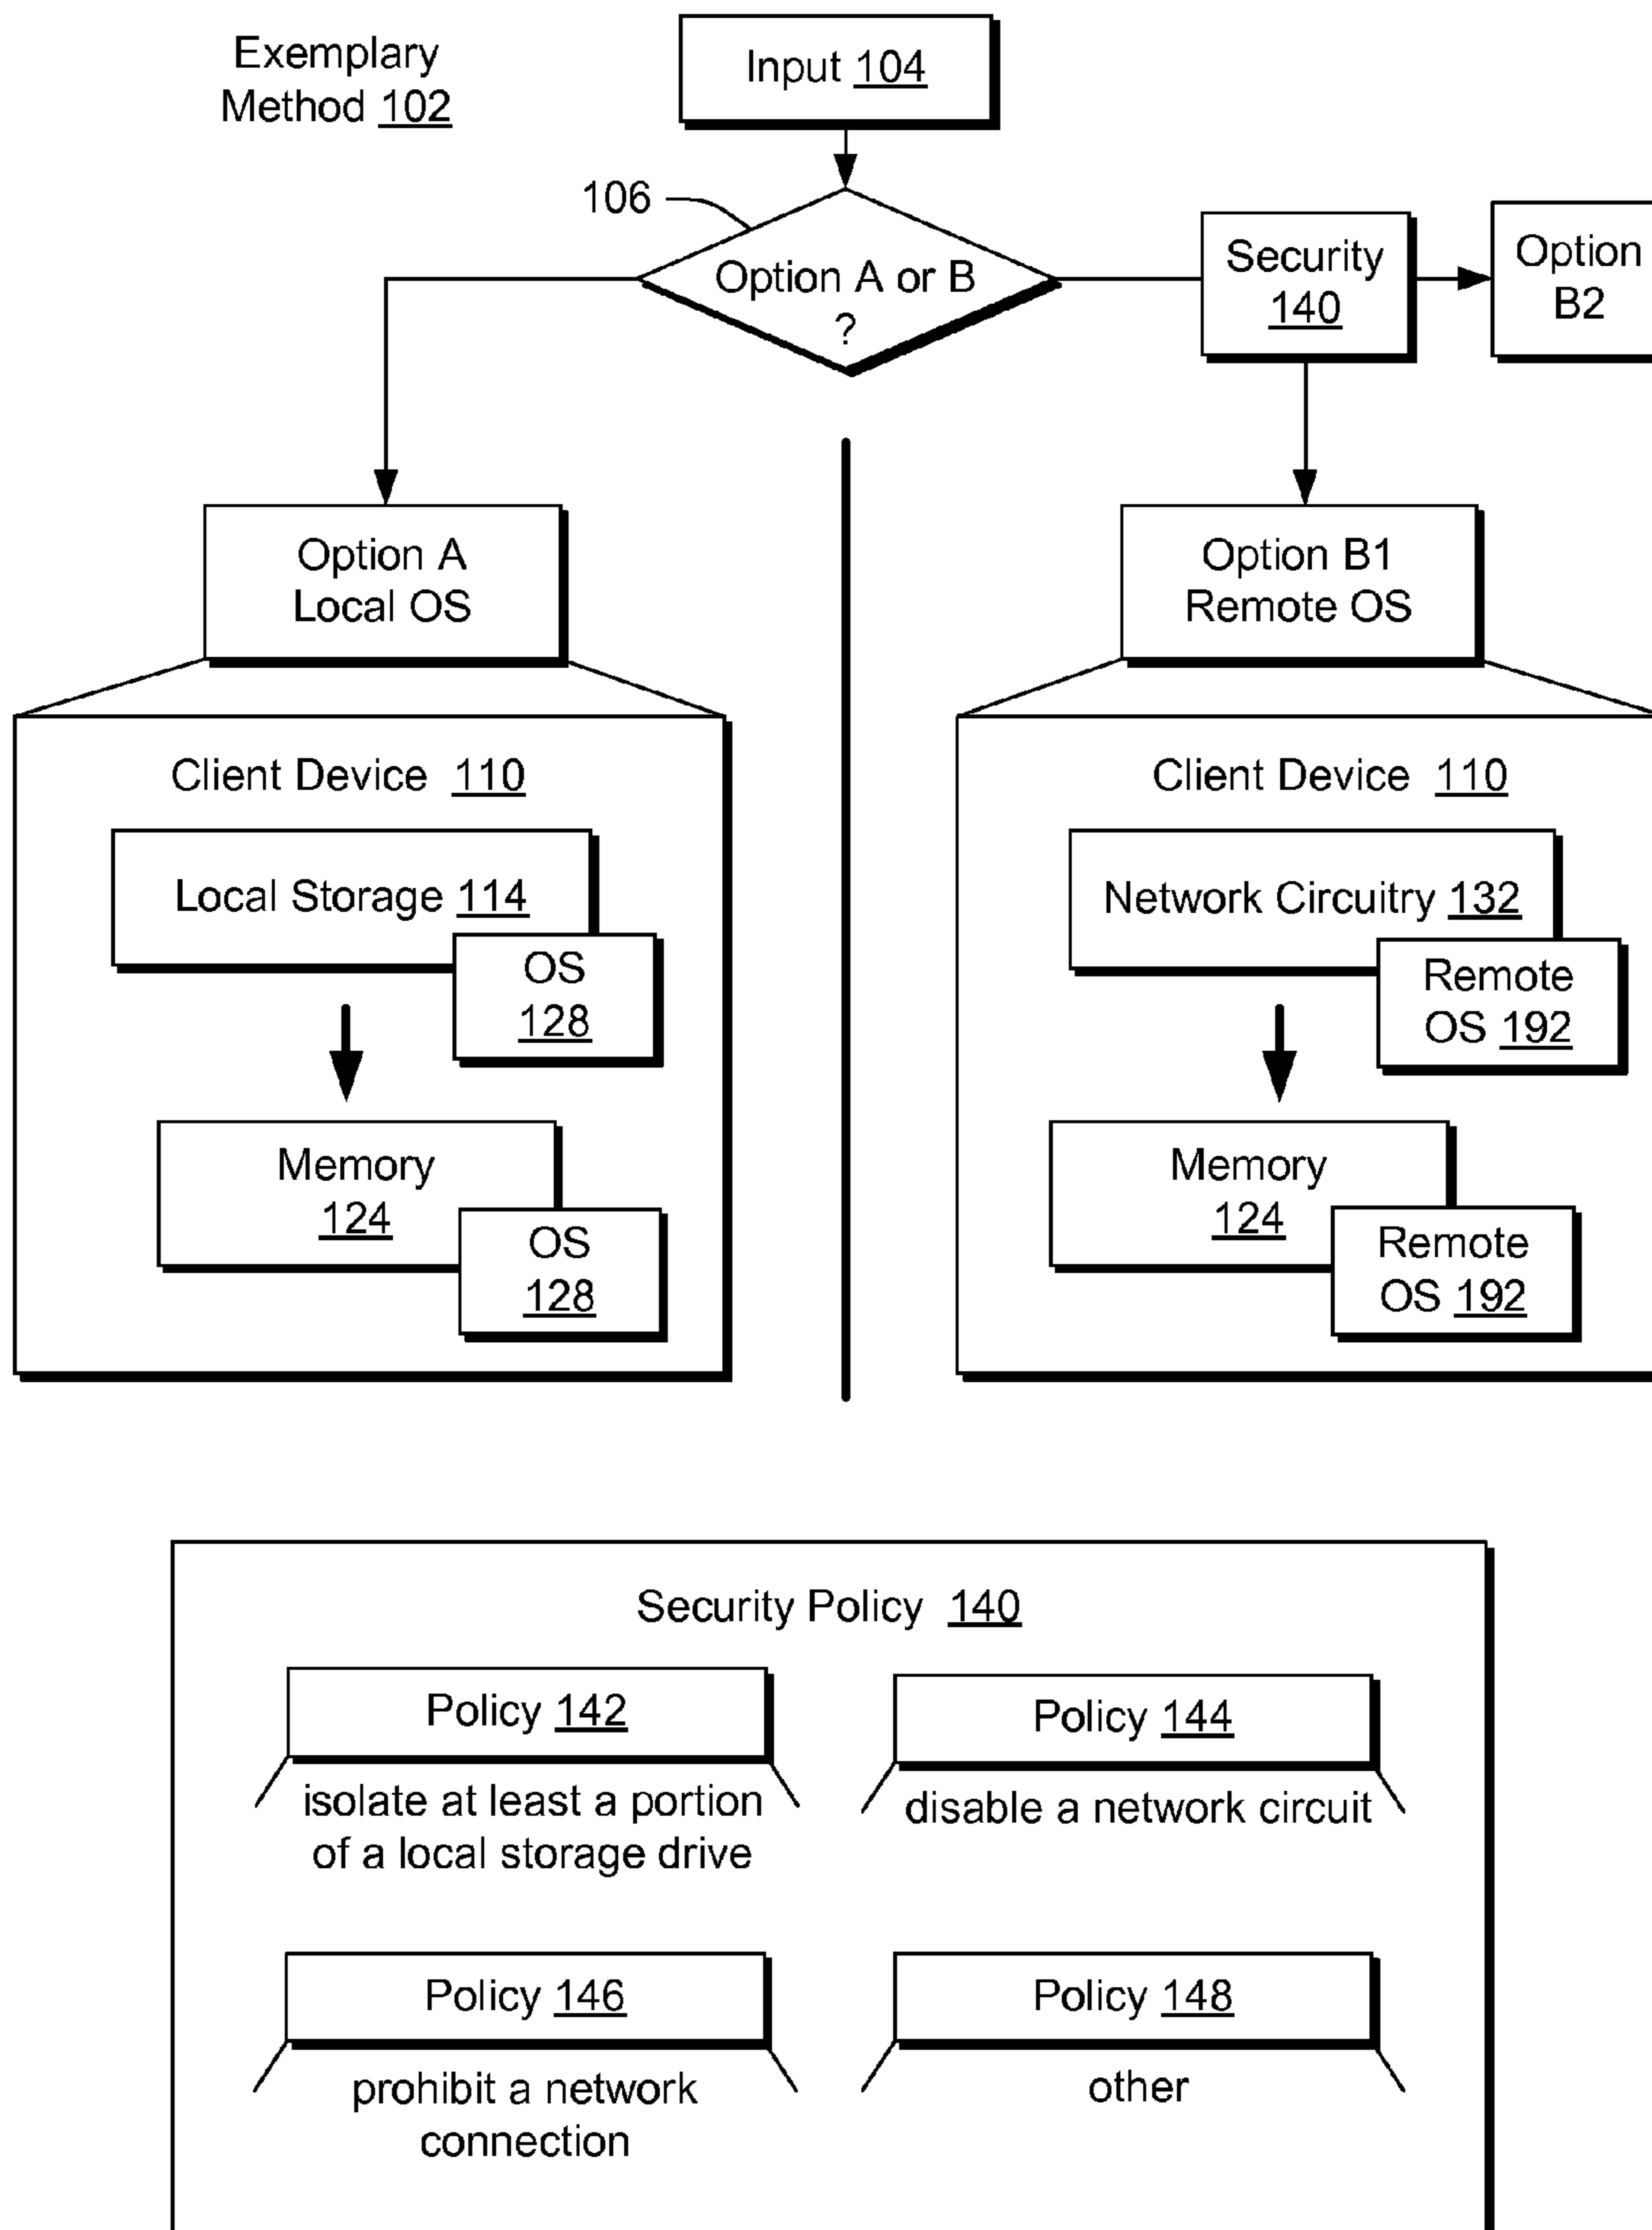 Exemplary
Method 102
Input 104
106
Option A or B
?
Security
140
Option
B2
Option A
Local OS
Option B1
Remote OS
Client Device 110
Local Storage 114
OS
128
Memory
124
OS
128
Client Device 110
Network Circuitry 132
Remote
OS 192
Memory
124
Remote
OS 192
Security Policy 140
Policy 142
isolate at least a portion
of a local storage drive
Policy 144
disable a network circuit
Policy 146
prohibit a network
connection
Policy 148
other